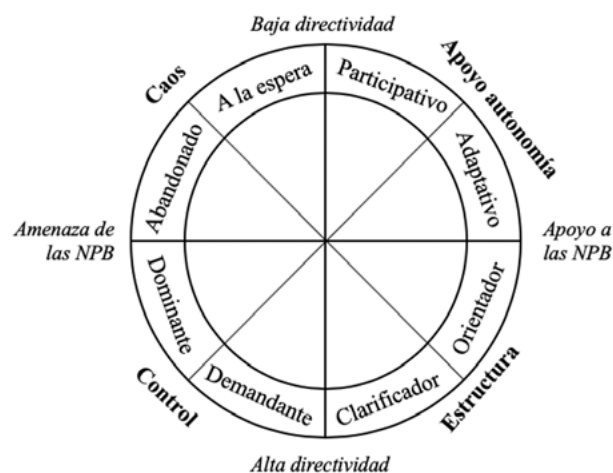 Baja directividad
Caos
Apoyo autonomía
A la espera
Participativo
Abandonado
Adaptativo
Amenaza de
las NPB
Apoyo a
las NPB
Dominante
Orientador
Demandante
Clarificador
Control
Estructura
Alta directividad